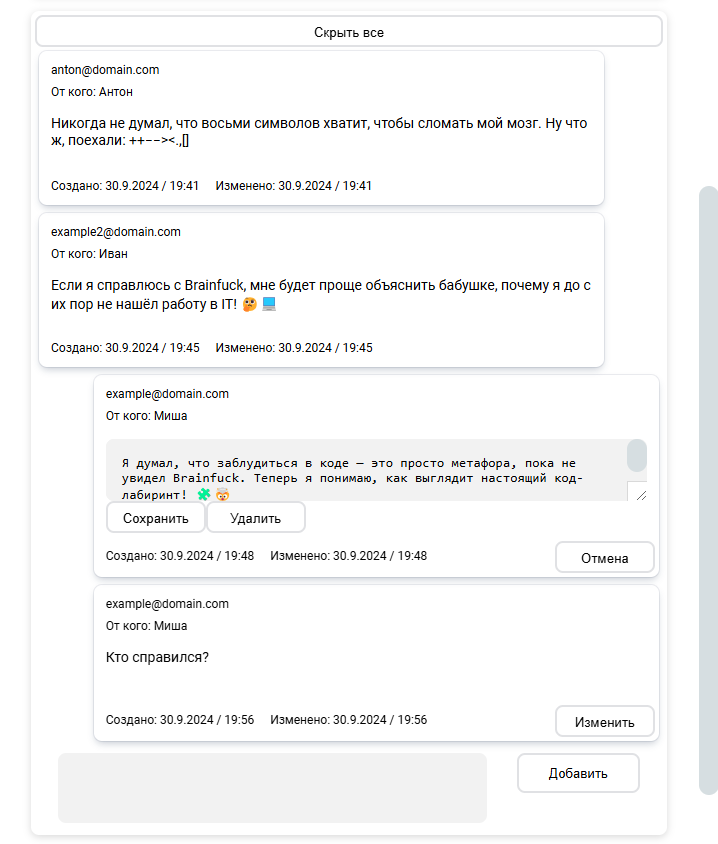 Скрыть все
anton@domain.com
От кого: Антон
Никогда не думал, что восьми символов хватит, чтобы сломать мой мозг. Ну что
ж, поехали: ++--><.,[]
Создано: 30.9.2024 / 19:41 Изменено: 30.9.2024 / 19:41
example2@domain.com
От кого: Иван
Если я справлюсь с Brainfuck, мне будет проще объяснить бабушке, почему я до с
их пор не нашёл работу в IT! 🤔 💻
Создано: 30.9.2024 / 19:45 Изменено: 30.9.2024 / 19:45
example@domain.com
От кого: Миша
Я думал, что заблудиться в коде — это просто метафора, пока не
увидел Brainfuck. Теперь я понимаю, как выглядит настоящий код-
лабиринт! 🧩 🤯
Сохранить Удалить
Создано: 30.9.2024 / 19:48 Изменено: 30.9.2024 / 19:48
Отмена
example@domain.com
От кого: Миша
Кто справился?
Создано: 30.9.2024 / 19:56 Изменено: 30.9.2024 / 19:56
Изменить
Добавить